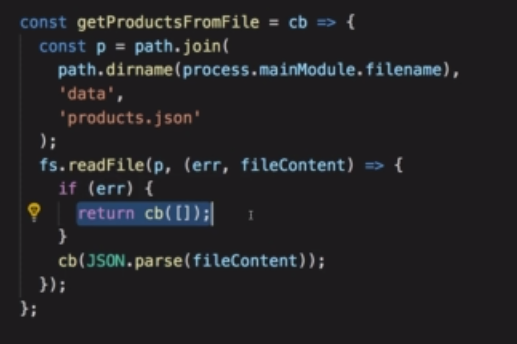 const getProductsFromFile = cb => {
const p = path.join(
path.dirname(process.mainModule.filename),
'data',
'products.json'
);
fs.readFile(p, (err, fileContent) => {
if (err) {
return cb([]);
}
cb(JSON.parse(fileContent));
});
};